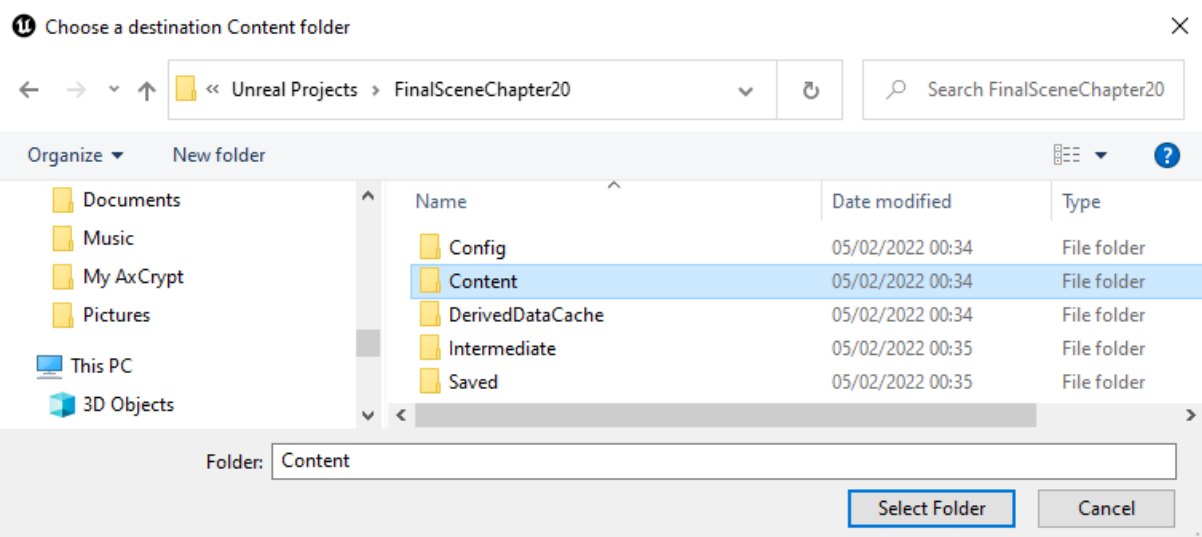 Choose a destination Content folder
« Unreal Projects > FinalSceneChapter20
Search FinalSceneChapter20
Organize New folder
Documents
Music
My AxCrypt
Pictures
This PC
3D Objects
Name Date modified Type
Config 05/02/2022 00:34 File folder
Content 05/02/2022 00:34 File folder
DerivedDataCache 05/02/2022 00:34 File folder
Intermediate 05/02/2022 00:35 File folder
Saved 05/02/2022 00:35 File folder
Folder: Content
Select Folder Cancel